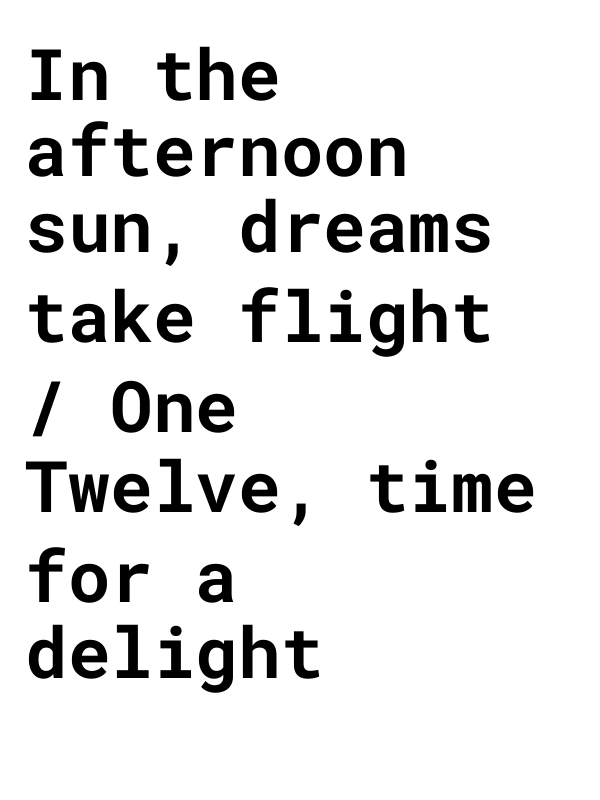 In the
afternoon
sun, dreams
take flight
/ One
Twelve, time
for a
delight